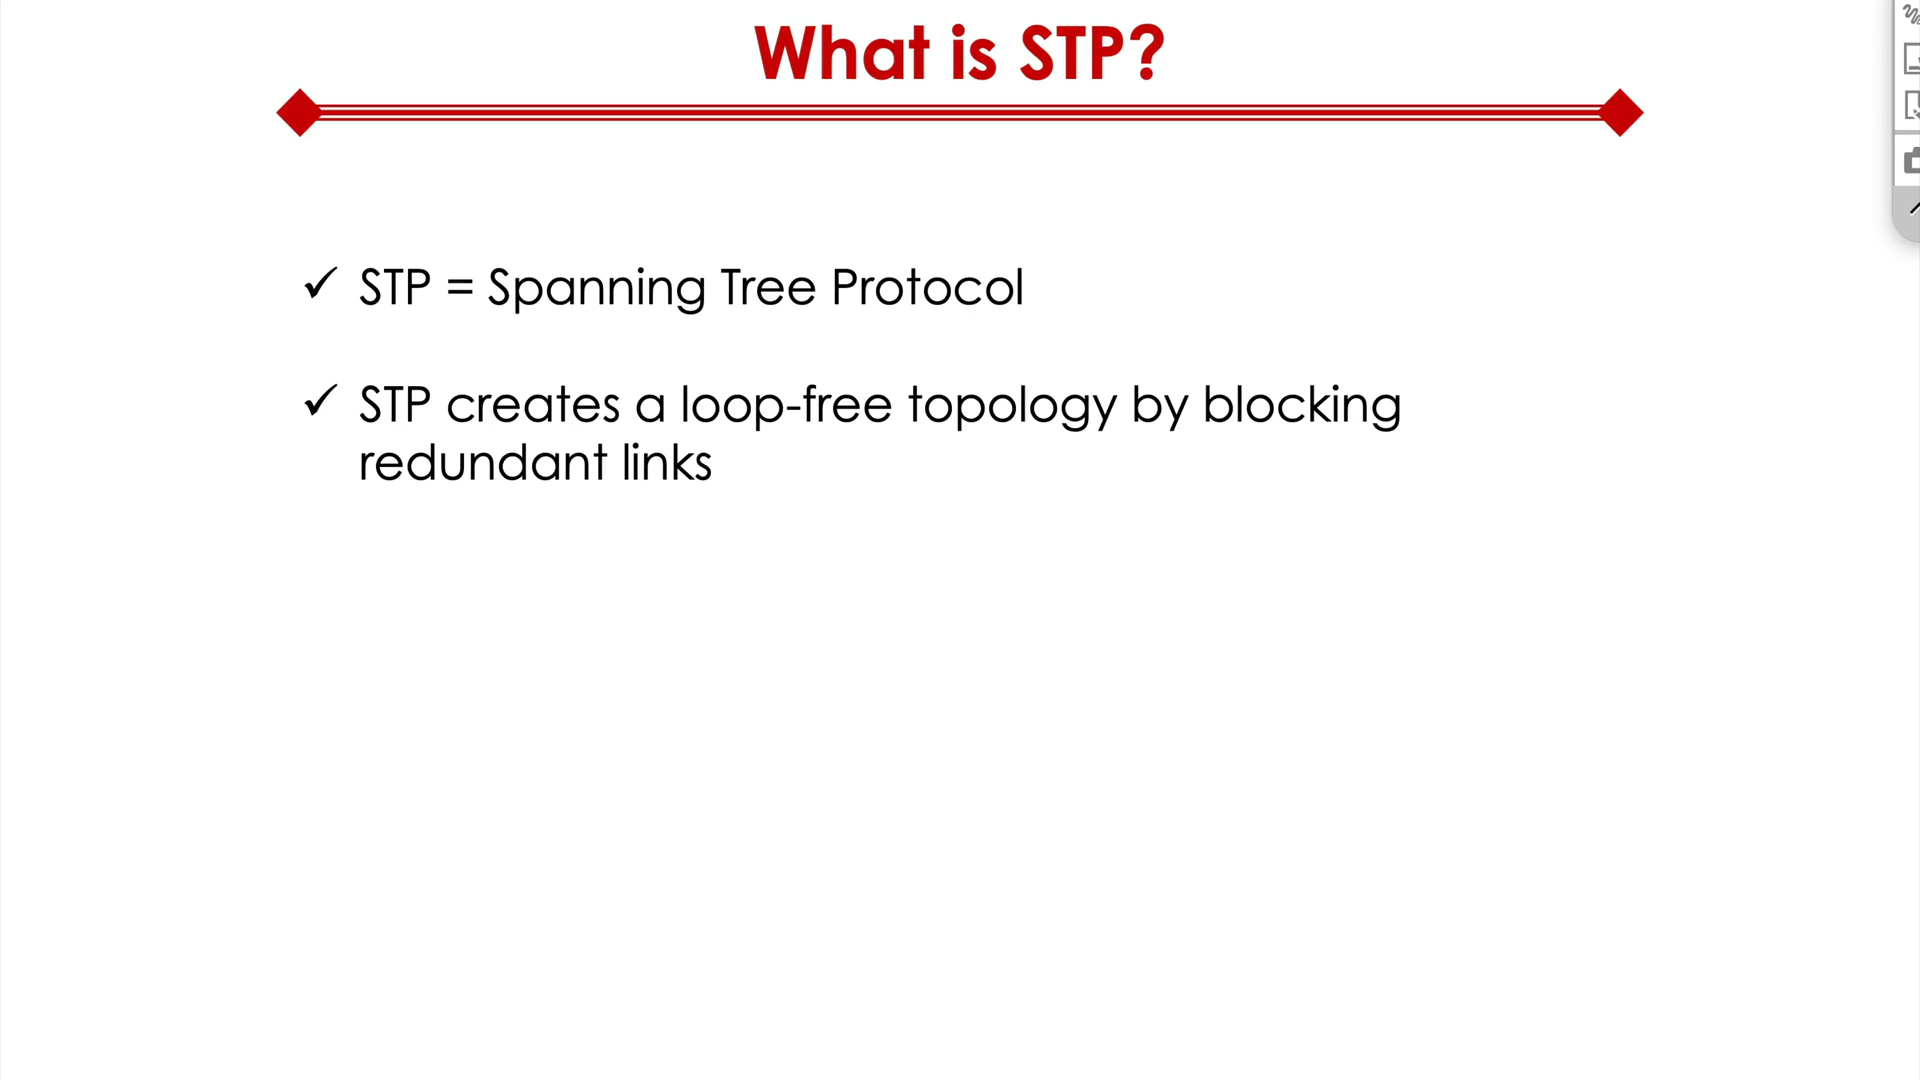 What is STP?
✓ STP = Spanning Tree Protocol
✓ STP creates a loop-free topology by blocking
redundant links